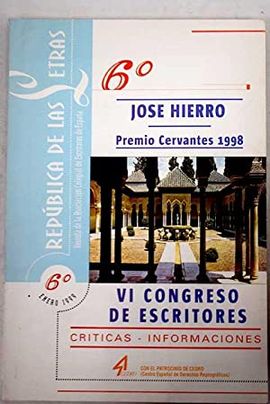 REPÚBLICA DE LAS LETRAS
Revista de la Asociación Colegial de Escritores de España
6º
ENERO 1999
6º
JOSE HIERRO
Premio Cervantes 1998
VI CONGRESO
DE ESCRITORES
CRITICAS - INFORMACIONES
CON EL PATROCINIO DE CEDRO
(Centro Español de Derechos Reprográficos)